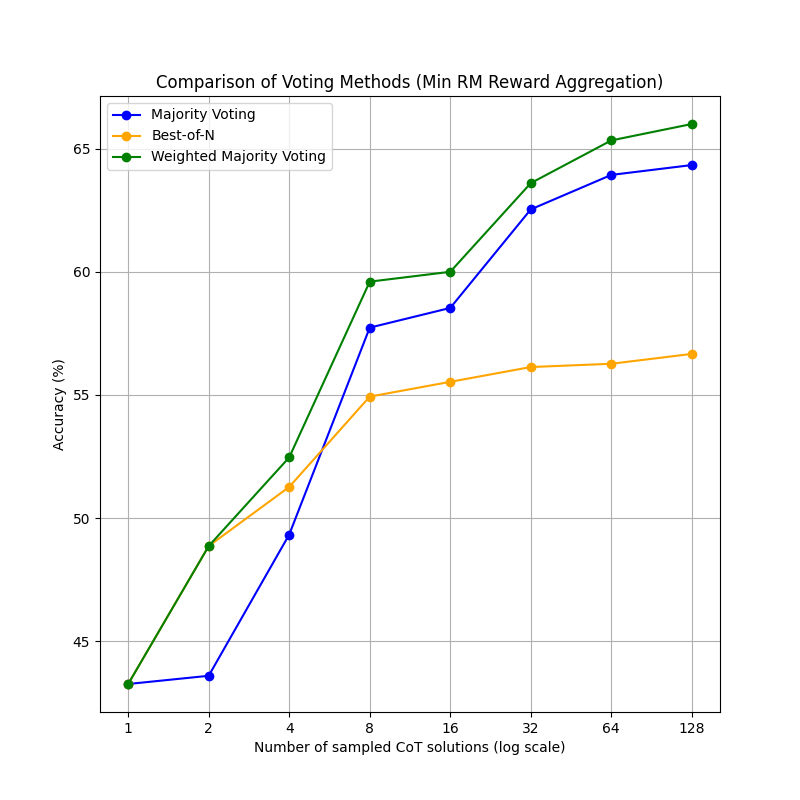 Comparison of Voting Methods (Min RM Reward Aggregation)
Majority Voting
Best-of-N
Weighted Majority Voting
65
60
55
50
45
Accuracy (%)
1 2 4 8 16 32 64 128
Number of sampled CoT solutions (log scale)